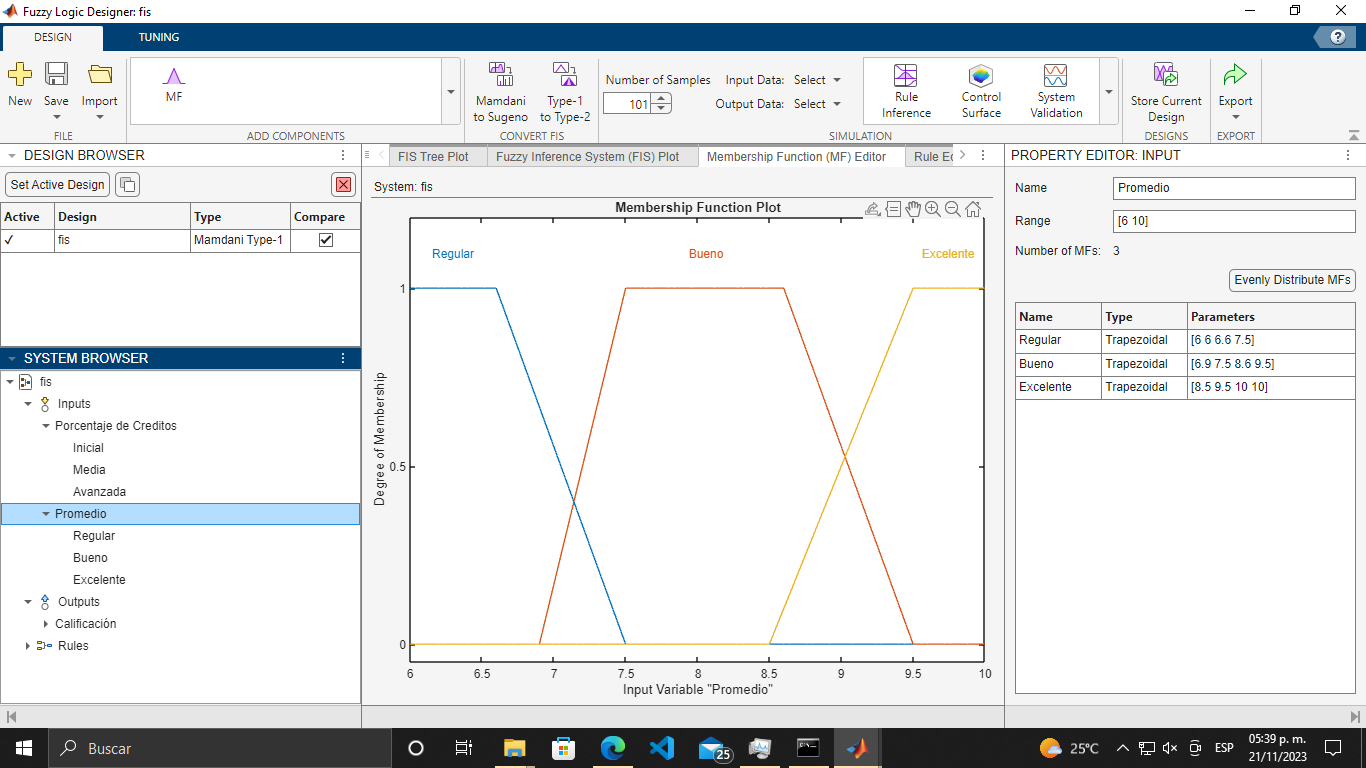 Fuzzy Logic Designer: fis
DESIGN
TUNING
?
New
Save
Import
FILE
MF
ADD COMPONENTS
Mamdani
to Sugeno
Type-1
to Type-2
CONVERT FIS
Number of Samples
101
Input Data: Select
Output Data: Select
Rule
Inference
Control
Surface
System
Validation
SIMULATION
Store Current
Design
DESIGNS
Export
EXPORT
DESIGN BROWSER
Set Active Design
Active Design Type Compare
✓ fis Mamdani Type-1
SYSTEM BROWSER
fis
Inputs
Porcentaje de Creditos
Inicial
Media
Avanzada
Promedio
Regular
Bueno
Excelente
Outputs
Calificación
Rules
FIS Tree Plot
Fuzzy Inference System (FIS) Plot
Membership Function (MF) Editor
Rule Ec
System: fis
Membership Function Plot
Regular
Bueno
Excelente
1
0.5
0
Degree of Membership
6 6.5 7 7.5 8 8.5 9 9.5 10
Input Variable "Promedio"
PROPERTY EDITOR: INPUT
Name Promedio
Range [6 10]
Number of MFs: 3
Evenly Distribute MFs
Name Type Parameters
Regular Trapezoidal [6 6 6.6 7.5]
Bueno Trapezoidal [6.9 7.5 8.6 9.5]
Excelente Trapezoidal [8.5 9.5 10 10]
Buscar
25
25°C
ESP
05:39 p. m.
21/11/2023